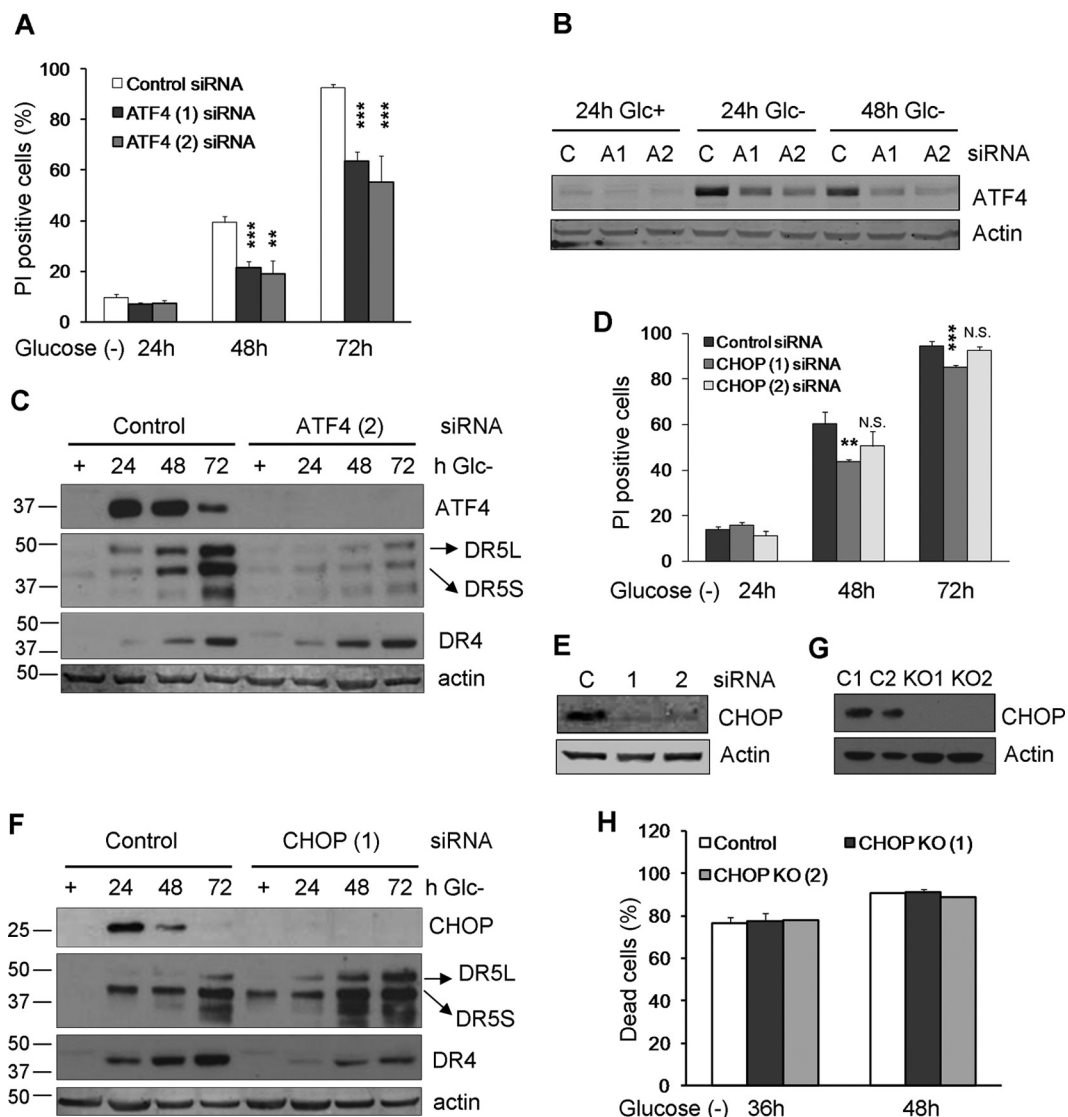 A
PI positive cells (%)
100
80
60
40
20
0
Control siRNA
ATF4 (1) siRNA
ATF4 (2) siRNA
*** **
*** ***
Glucose (-) 24h 48h 72h
B
24h Glc+ 24h Glc- 48h Glc-
C A1 A2 C A1 A2 C A1 A2 siRNA
ATF4
Actin
C
Control ATF4 (2) siRNA
+ 24 48 72 + 24 48 72 h Glc-
37 ATF4
50 DR5L
37 DR5S
50
37 DR4
50 actin
D
PI positive cells
100
80
60
40
20
0
Control siRNA
CHOP (1) siRNA
CHOP (2) siRNA
** N.S.
*** N.S.
Glucose (-) 24h 48h 72h
E
C 1 2 siRNA
CHOP
Actin
G
C1 C2 KO1 KO2
CHOP
Actin
F
Control CHOP (1) siRNA
+ 24 48 72 + 24 48 72 h Glc-
25 CHOP
50 DR5L
37 DR5S
50
37 DR4
50 actin
H
Dead cells (%)
120
100
80
60
40
20
0
Control CHOP KO (1)
CHOP KO (2)
Glucose (-) 36h 48h